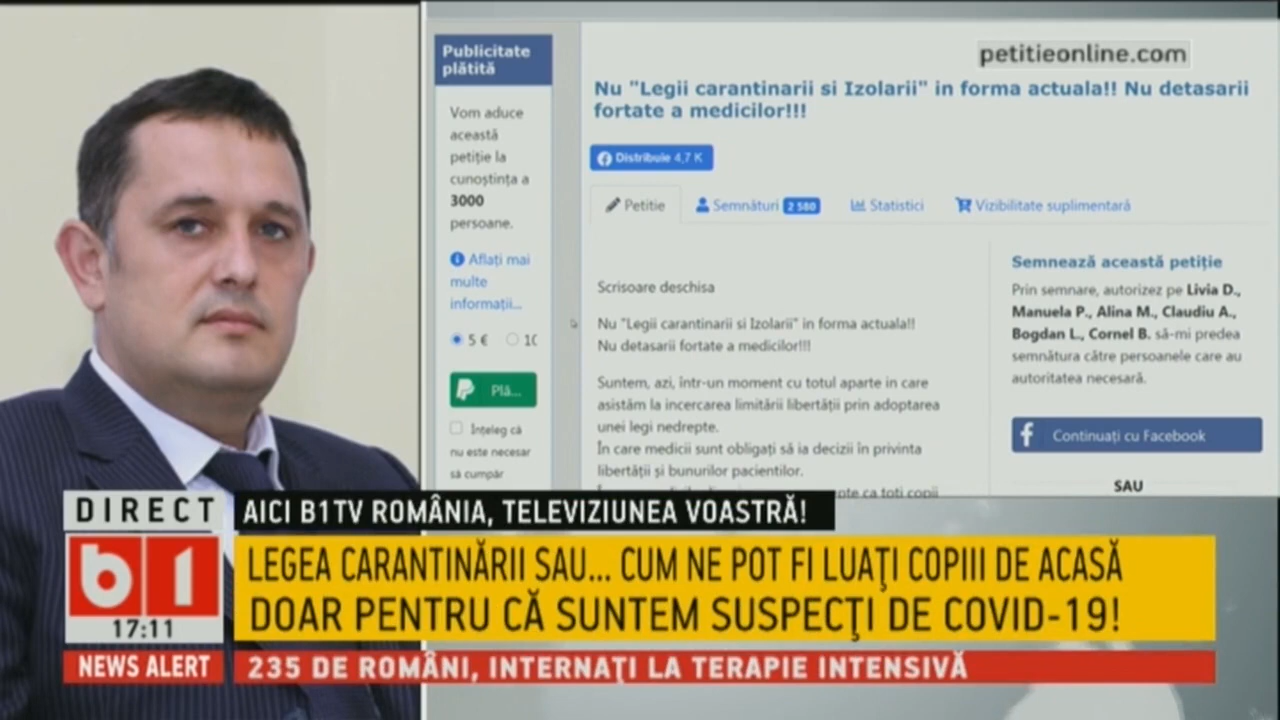 Publicitate
plătită
Vom aduce
această
petiție la
cunoștința a
3000
persoane.
Aflați mai
multe
informații...
5 €
Plă...
Înțeleg că
nu este necesar
să cumpăr
petitieonline.com
Nu "Legii carantinarii si Izolarii" in forma actuala!! Nu detasarii
fortate a medicilor!!!
Distribuie 4,7 K
Petitie Semnături 2 580 Statistici Vizibilitate suplimentară
Scrisoare deschisa
Nu "Legii carantinarii si Izolarii" in forma actuala!!
Nu detasarii fortate a medicilor!!!
Suntem, azi, într-un moment cu totul aparte in care
asistăm la incercarea limitării libertății prin adoptarea
unei legi nedrepte.
În care medicii sunt obligați să ia decizii în privinta
libertății și bunurilor pacientilor.
Semnează această petiție
Prin semnare, autorizez pe Livia D.,
Manuela P., Alina M., Claudiu A.,
Bogdan L., Cornel B. să-mi predea
semnătura către persoanele care au
autoritatea necesară.
Continuați cu Facebook
SAU
DIRECT
AICI B1TV ROMÂNIA, TELEVIZIUNEA VOASTRĂ!
b1
17:11
LEGEA CARANTINĂRII SAU... CUM NE POT FI LUAŢI COPIII DE ACASĂ
DOAR PENTRU CĂ SUNTEM SUSPECŢI DE COVID-19!
NEWS ALERT
235 DE ROMÂNI, INTERNAŢI LA TERAPIE INTENSIVĂ